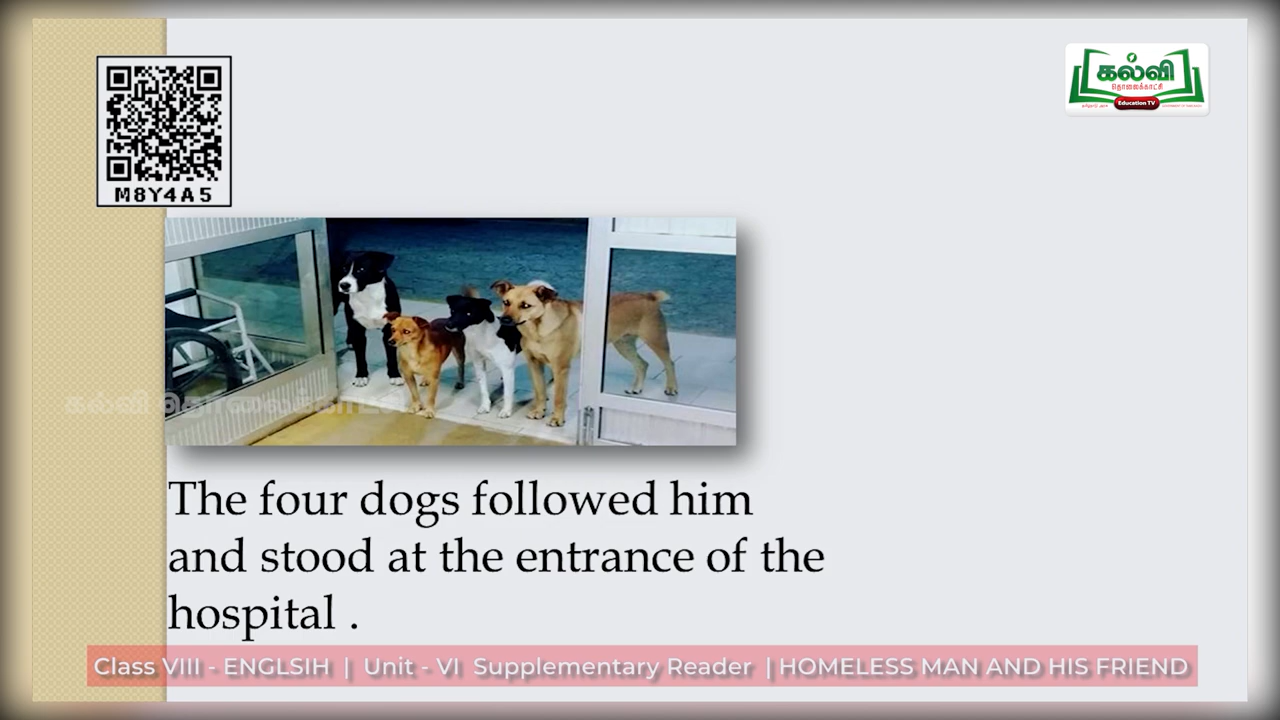 M8Y4A5
கல்வி
தொலைக்காட்சி
Education TV
கல்வி தொலைக்காட்சி
The four dogs followed him
and stood at the entrance of the
hospital .
Class VIII - ENGLSIH | Unit - VI Supplementary Reader | HOMELESS MAN AND HIS FRIEND